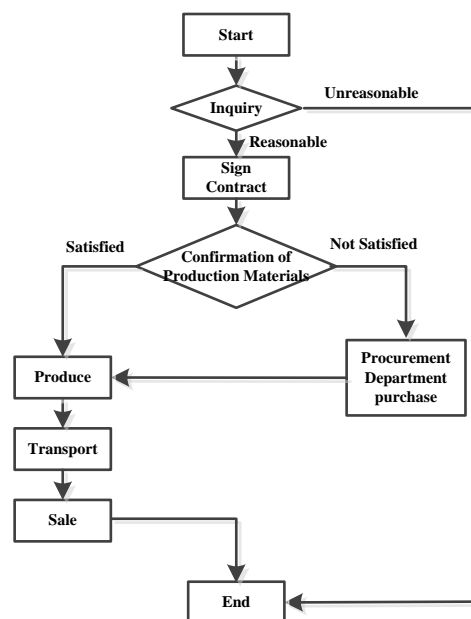 Start
Inquiry
Unreasonable
Reasonable
Sign
Contract
Satisfied
Confirmation of
Production Materials
Not Satisfied
Produce
Procurement
Department
purchase
Transport
Sale
End